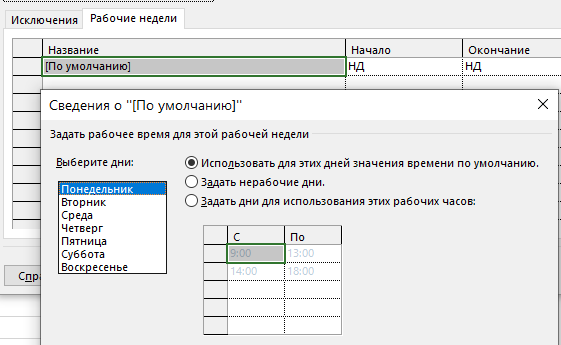 Исключения Рабочие недели
Название Начало Окончание
[По умолчанию] НД НД
Сведения о "[По умолчанию]"
Задать рабочее время для этой рабочей недели
Выберите дни:
Понедельник
Вторник
Среда
Четверг
Пятница
Суббота
Воскресенье
Использовать для этих дней значения времени по умолчанию.
Задать нерабочие дни.
Задать дни для использования этих рабочих часов:
С По
9:00 13:00
14:00 18:00